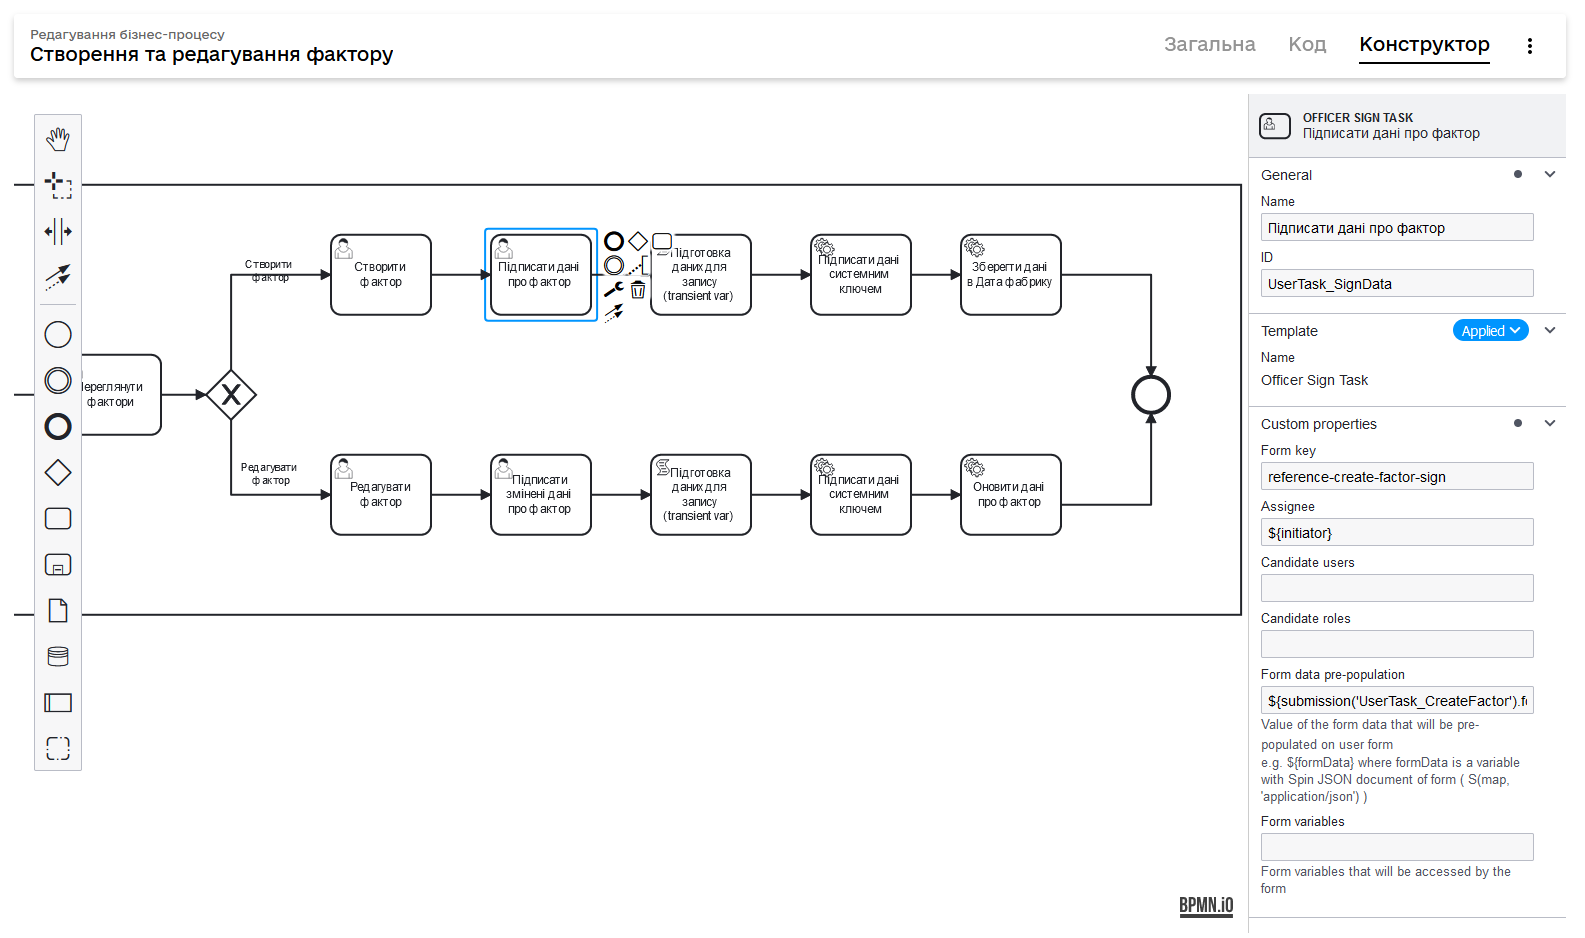 Редагування бізнес-процесу
Створення та редагування фактору
Загальна
Код
Конструктор
Створити
фактор
Створити
фактор
Підписати дані
про фактор
Підготовка
даних для
запису
(transient var)
Підписати дані
системним
ключем
Зберегти дані
в Дата фабрику
Переглянути
фактори
Редагувати
фактор
Редагувати
фактор
Підписати
змінені дані
про фактор
Підготовка
даних для
запису
(transient var)
Підписати дані
системним
ключем
Оновити дані
про фактор
BPMN.iO
OFFICER SIGN TASK
Підписати дані про фактор
General
Name
Підписати дані про фактор
ID
UserTask_SignData
Template
Applied
Name
Officer Sign Task
Custom properties
Form key
reference-create-factor-sign
Assignee
${initiator}
Candidate users
Candidate roles
Form data pre-population
${submission('UserTask_CreateFactor').f
Value of the form data that will be pre-
populated on user form
e.g. ${formData} where formData is a variable
with Spin JSON document of form ( S(map,
'application/json') )
Form variables
Form variables that will be accessed by the
form